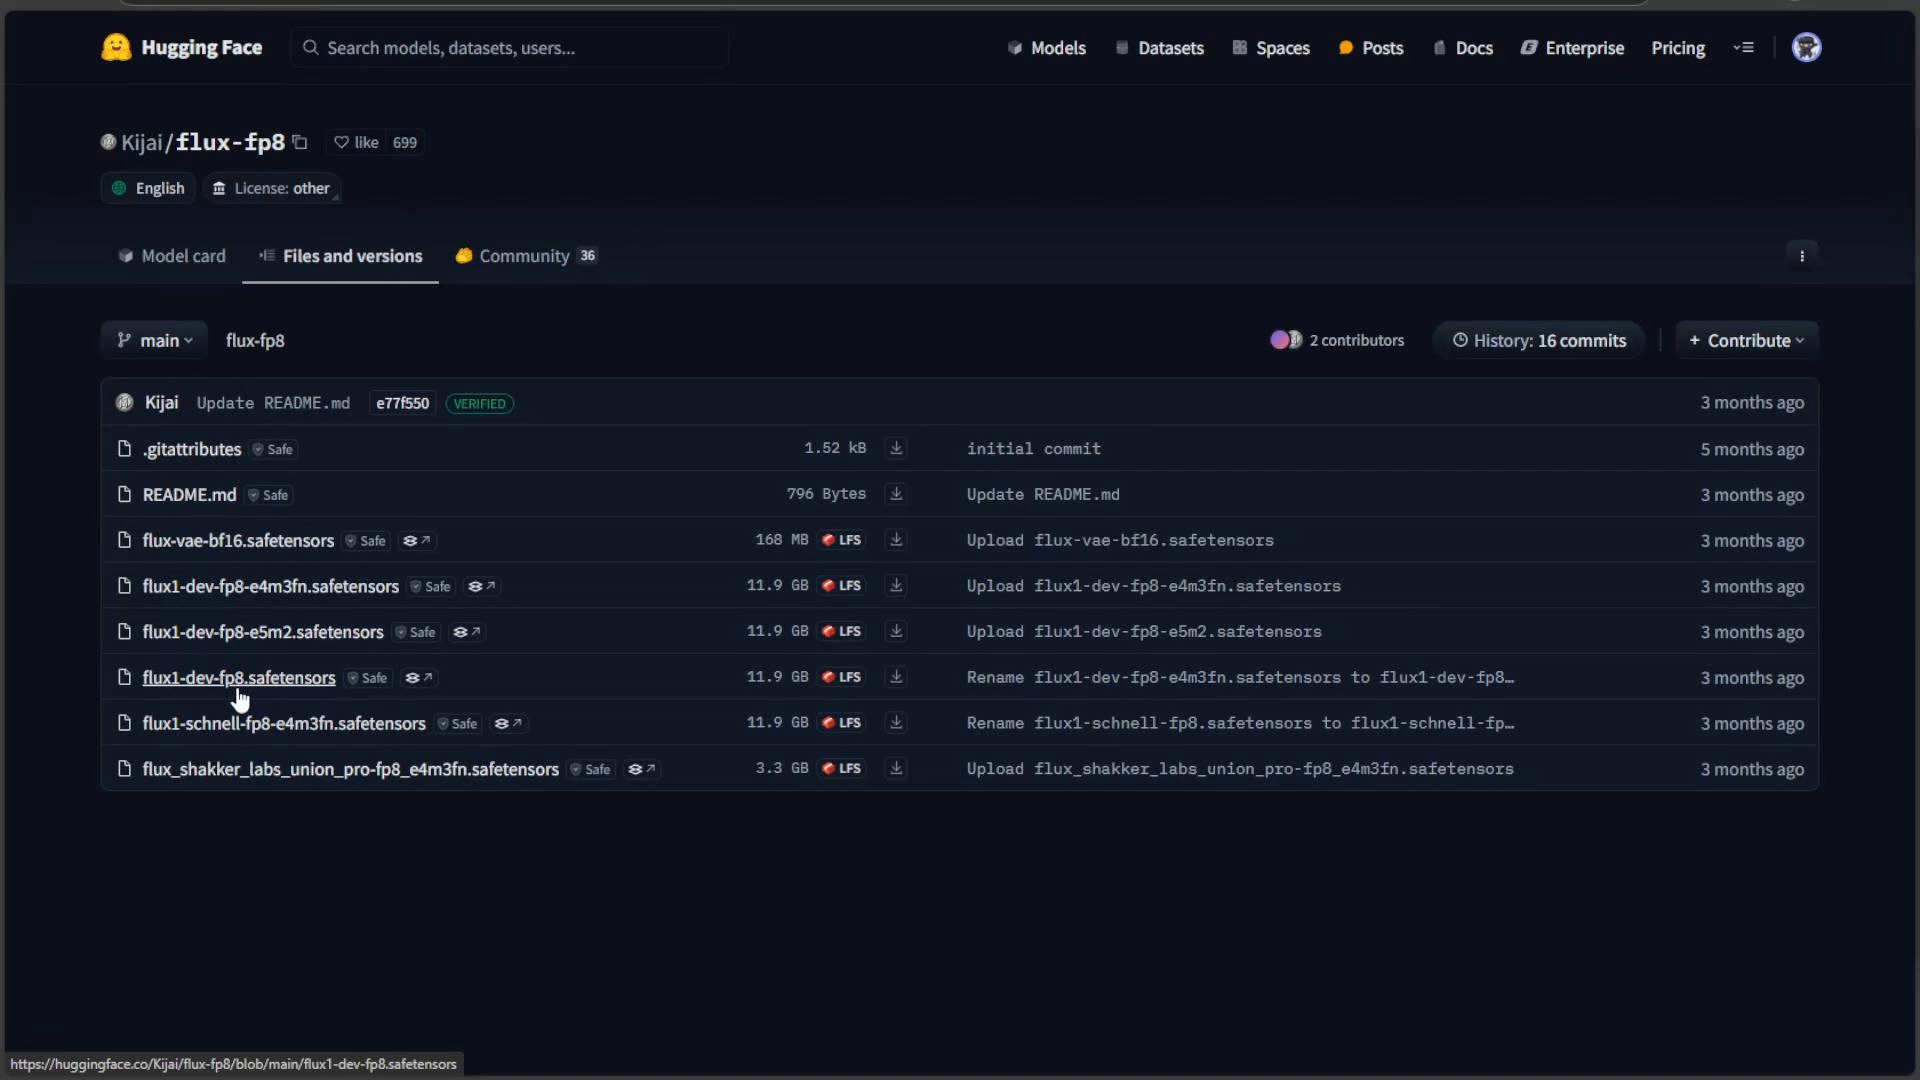 Hugging Face
Search models, datasets, users...
Models
Datasets
Spaces
Posts
Docs
Enterprise
Pricing
Kijai/flux-fp8
like 699
English
License: other
Model card
Files and versions
Community 36
main
flux-fp8
2 contributors
History: 16 commits
+ Contribute
Kijai Update README.md e77f550 VERIFIED 3 months ago
.gitattributes Safe 1.52 kB initial commit 5 months ago
README.md Safe 796 Bytes Update README.md 3 months ago
flux-vae-bf16.safetensors Safe 168 MB LFS Upload flux-vae-bf16.safetensors 3 months ago
flux1-dev-fp8-e4m3fn.safetensors Safe 11.9 GB LFS Upload flux1-dev-fp8-e4m3fn.safetensors 3 months ago
flux1-dev-fp8-e5m2.safetensors Safe 11.9 GB LFS Upload flux1-dev-fp8-e5m2.safetensors 3 months ago
flux1-dev-fp8.safetensors Safe 11.9 GB LFS Rename flux1-dev-fp8-e4m3fn.safetensors to flux1-dev-fp8… 3 months ago
flux1-schnell-fp8-e4m3fn.safetensors Safe 11.9 GB LFS Rename flux1-schnell-fp8.safetensors to flux1-schnell-fp… 3 months ago
flux_shakker_labs_union_pro-fp8_e4m3fn.safetensors Safe 3.3 GB LFS Upload flux_shakker_labs_union_pro-fp8_e4m3fn.safetensors 3 months ago
https://huggingface.co/Kijai/flux-fp8/blob/main/flux1-dev-fp8.safetensors